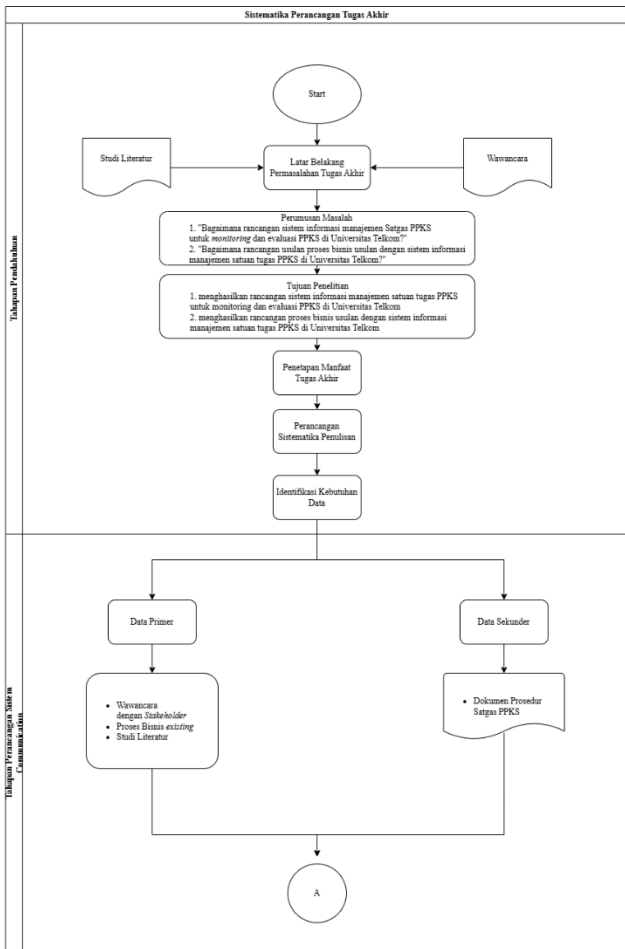 Sistematika Perancangan Tugas Akhir
Tahapan Pendahuluan
Start
Studi Literatur
Latar Belakang
Permasalahan Tugas Akhir
Wawancara
Perumusan Masalah
1. "Bagaimana rancangan sistem informasi manajemen Satgas PPKS
untuk monitoring dan evaluasi PPKS di Universitas Telkom?"
2. "Bagaimana rancangan usulan proses bisnis usulan dengan sistem informasi
manajemen satuan tugas PPKS di Universitas Telkom?"
Tujuan Penelitian
1. menghasilkan rancangan sistem informasi manajemen satuan tugas PPKS
untuk monitoring dan evaluasi PPKS di Universitas Telkom
2. menghasilkan rancangan proses bisnis usulan dengan sistem informasi
manajemen satuan tugas PPKS di Universitas Telkom
Penetapan Manfaat
Tugas Akhir
Perancangan
Sistematika Penulisan
Identifikasi Kebutuhan
Data
Tahapan Perancangan Sistem
Communication
Data Primer
Data Sekunder
• Wawancara
dengan Stakeholder
• Proses Bisnis existing
• Studi Literatur
• Dokumen Prosedur
Satgas PPKS
A